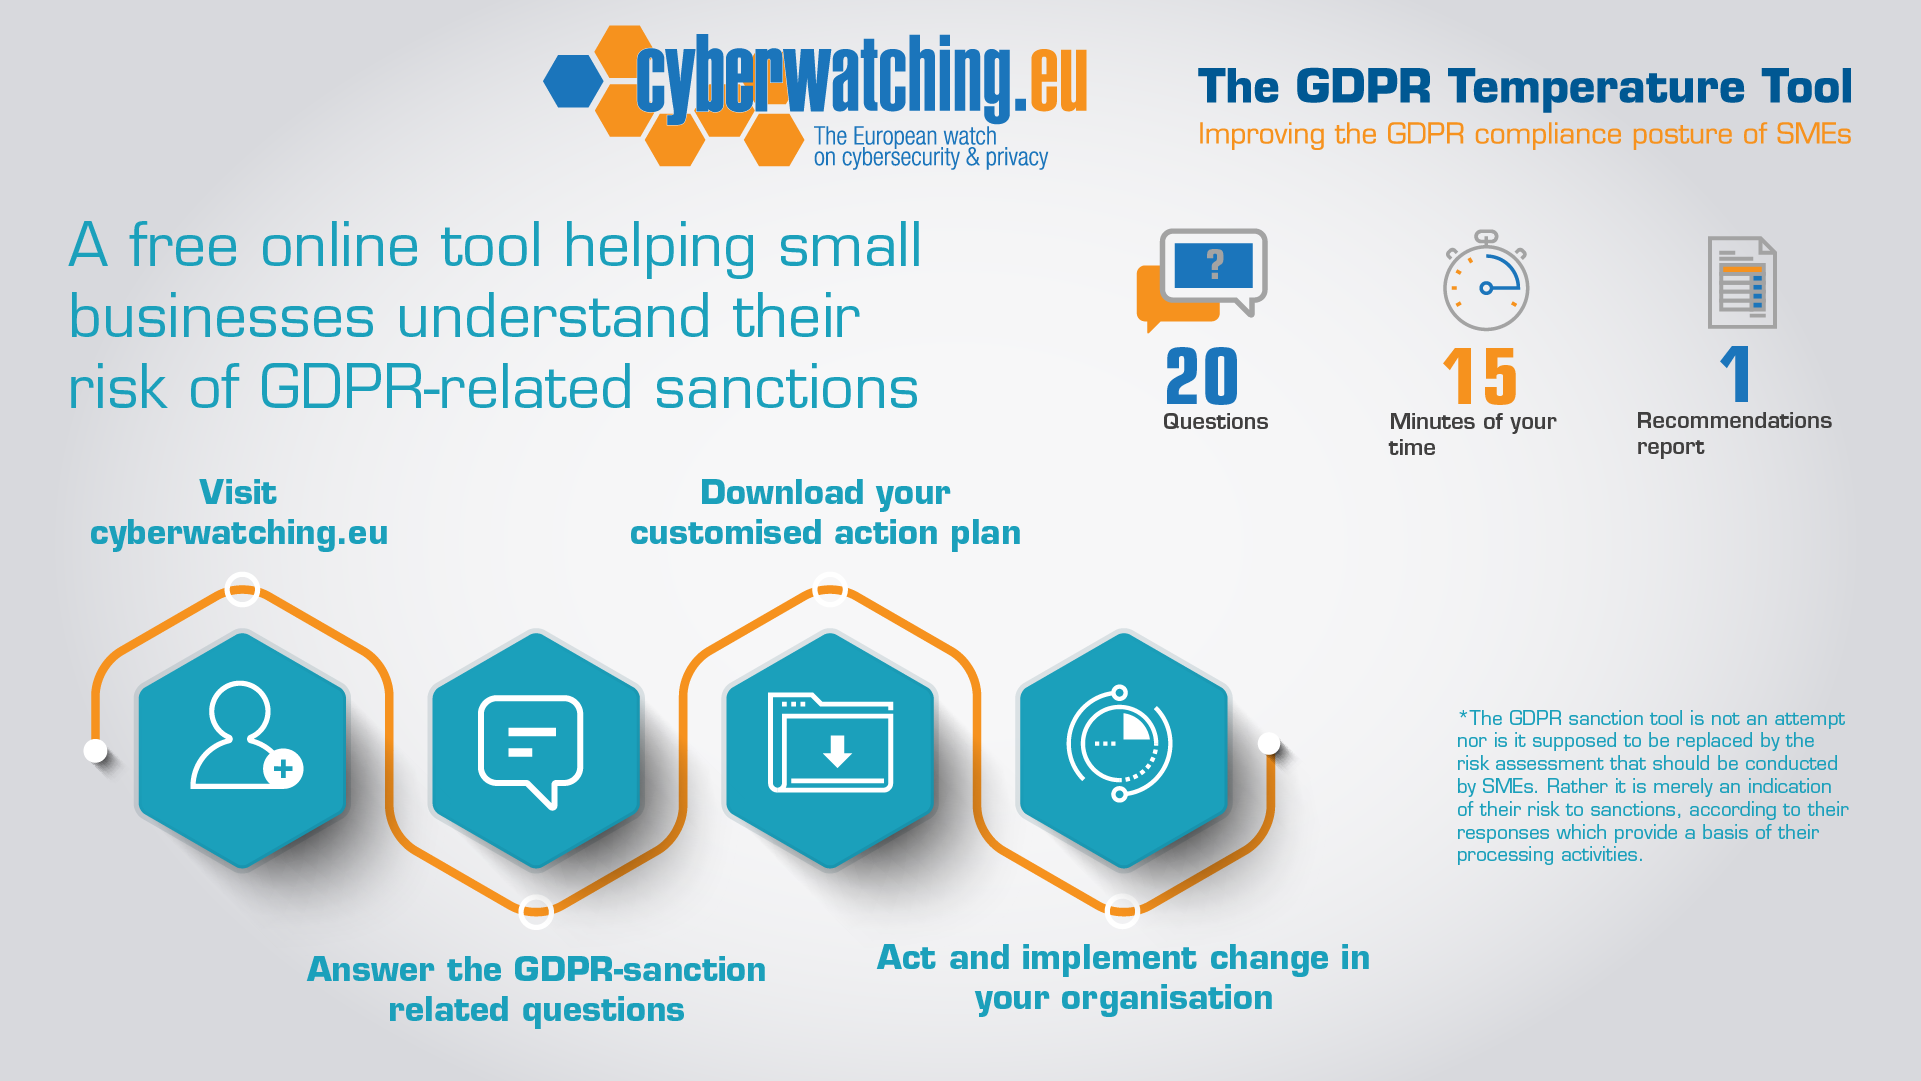 cyberwatching.eu
The European watch
on cybersecurity & privacy
The GDPR Temperature Tool
Improving the GDPR compliance posture of SMEs
A free online tool helping small
businesses understand their
risk of GDPR-related sanctions
?
20
Questions
15
Minutes of your
time
1
Recommendations
report
Visit
cyberwatching.eu
Download your
customised action plan
Answer the GDPR-sanction
related questions
Act and implement change in
your organisation
*The GDPR sanction tool is not an attempt
nor is it supposed to be replaced by the
risk assessment that should be conducted
by SMEs. Rather it is merely an indication
of their risk to sanctions, according to their
responses which provide a basis of their
processing activities.